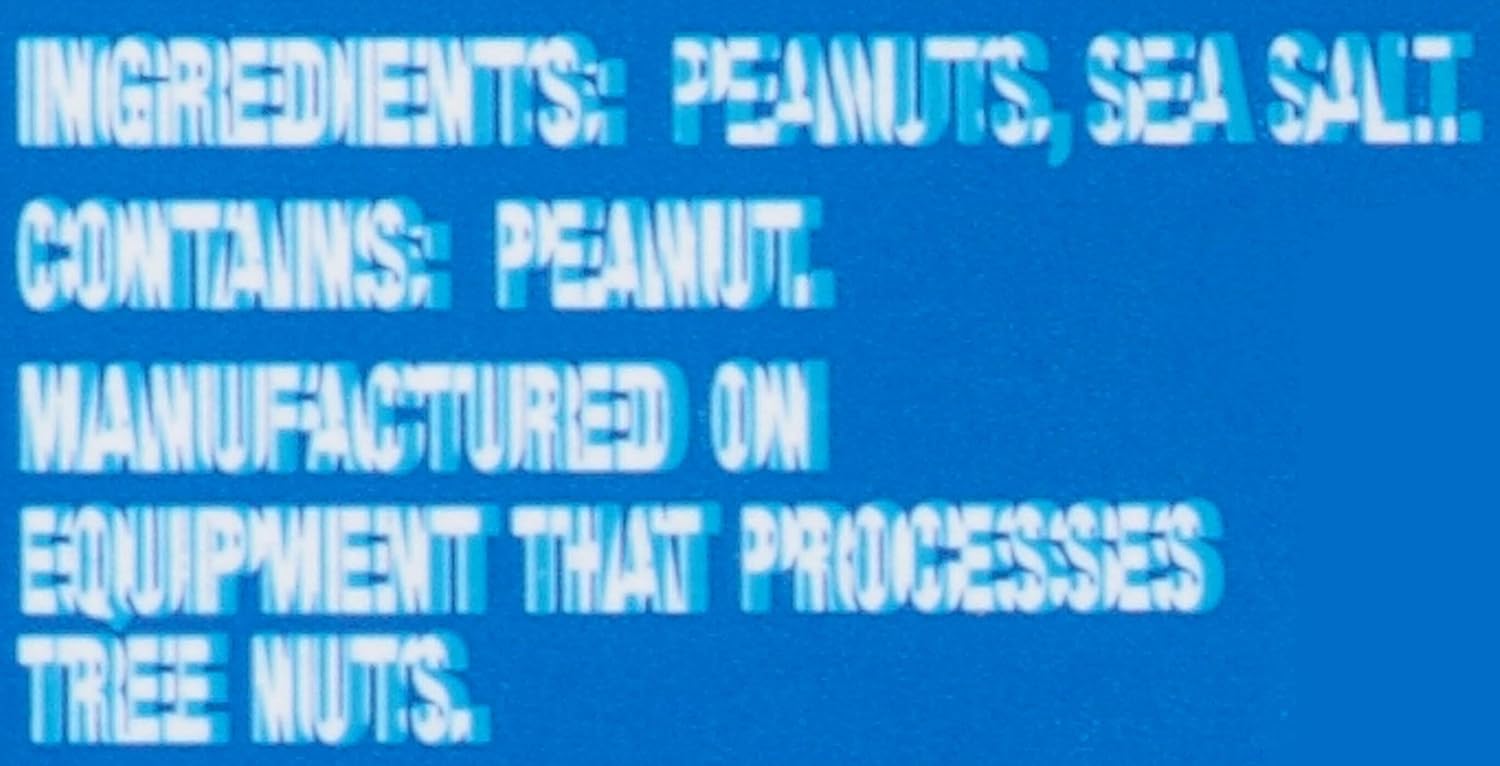 INGREDIENTS: PEANUTS, SEA SALT.
CONTAINS: PEANUT.
MANUFACTURED ON
EQUIPMENT THAT PROCESSES
TREE NUTS.